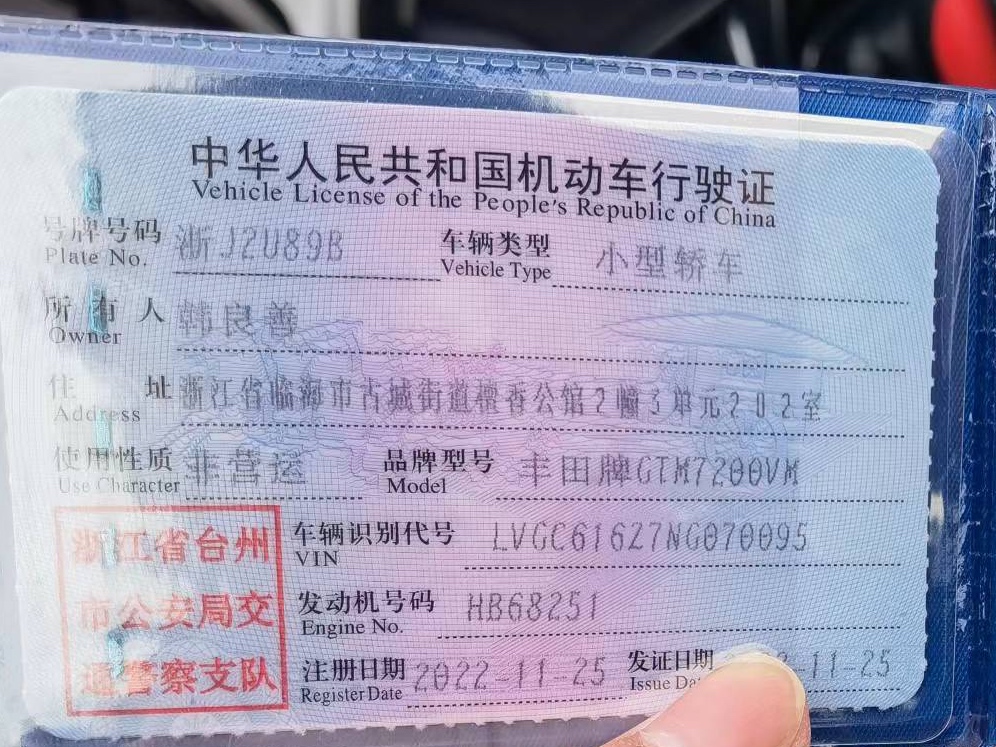 中华人民共和国机动车行驶证
Vehicle License of the People's Republic of China
号牌号码 浙J2U89B 车辆类型 小型轿车
Plate No. Vehicle Type
所有人 韩良善
Owner
住址 浙江省临海市古城街道檀香公馆2幢3单元202室
Address
使用性质 非营运 品牌型号 丰田牌GTM7200VM
Use Character Model
浙江省台州
市公安局交
通警察支队
车辆识别代号 LVGC61627NG070095
VIN
发动机号码 HB68251
Engine No.
注册日期 2022-11-25 发证日期 -11-25
Register Date Issue Da